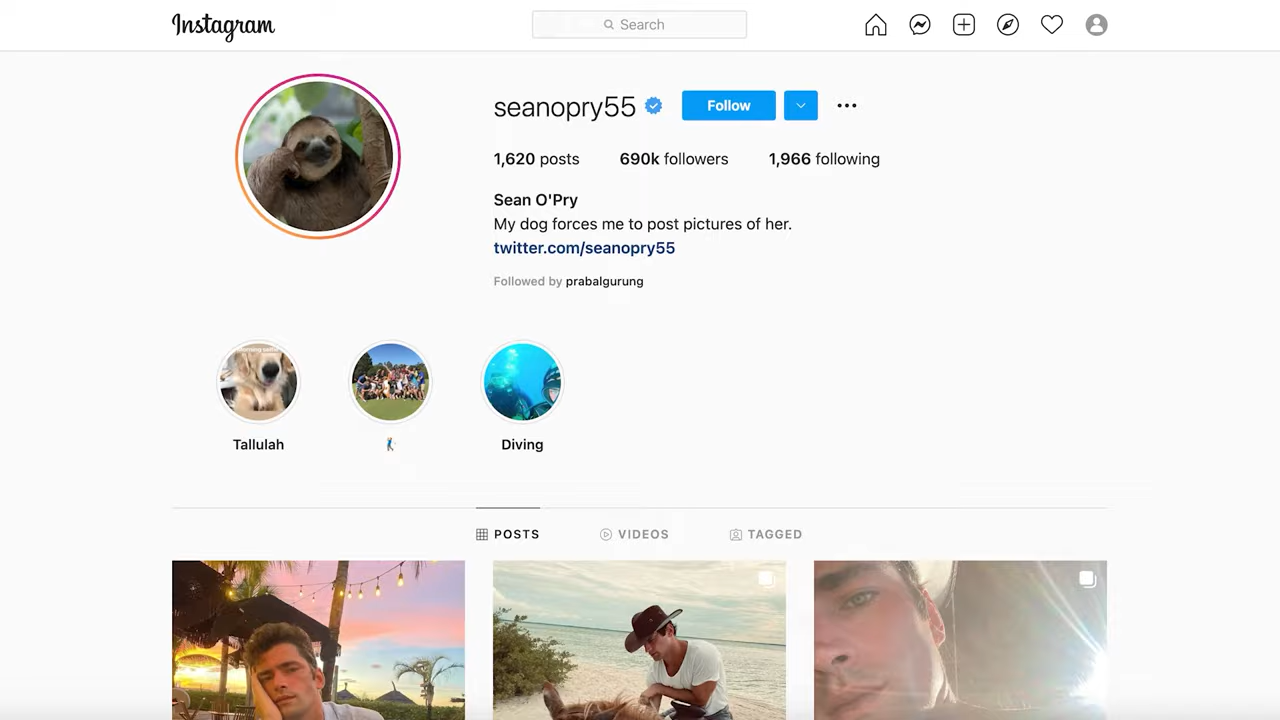 Instagram
Search
seanopry55
Follow
1,620 posts 690k followers 1,966 following
Sean O'Pry
My dog forces me to post pictures of her.
twitter.com/seanopry55
Followed by prabalgurung
Tallulah
Diving
POSTS VIDEOS TAGGED